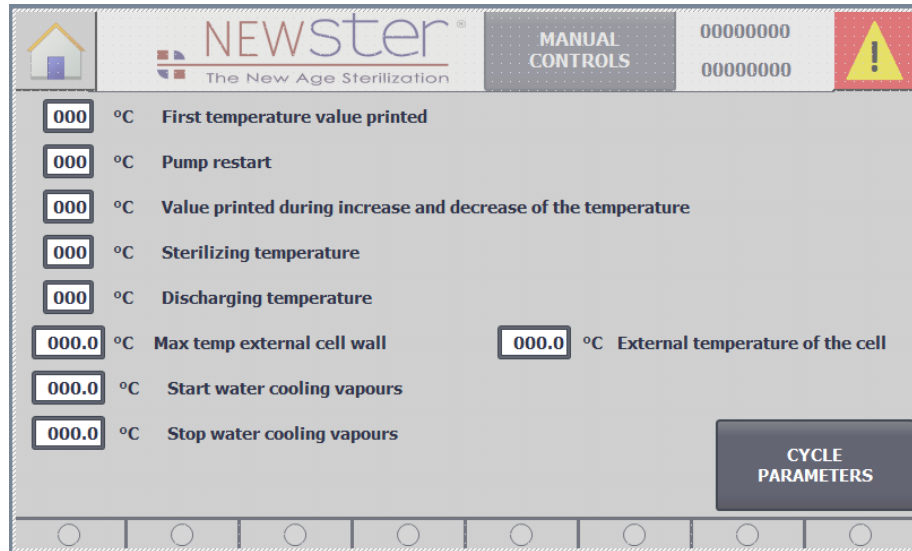 NEWSter®
The New Age Sterilization
MANUAL
CONTROLS
00000000
00000000
!
000 °C First temperature value printed
000 °C Pump restart
000 °C Value printed during increase and decrease of the temperature
000 °C Sterilizing temperature
000 °C Discharging temperature
000.0 °C Max temp external cell wall 000.0 °C External temperature of the cell
000.0 °C Start water cooling vapours
000.0 °C Stop water cooling vapours
CYCLE
PARAMETERS